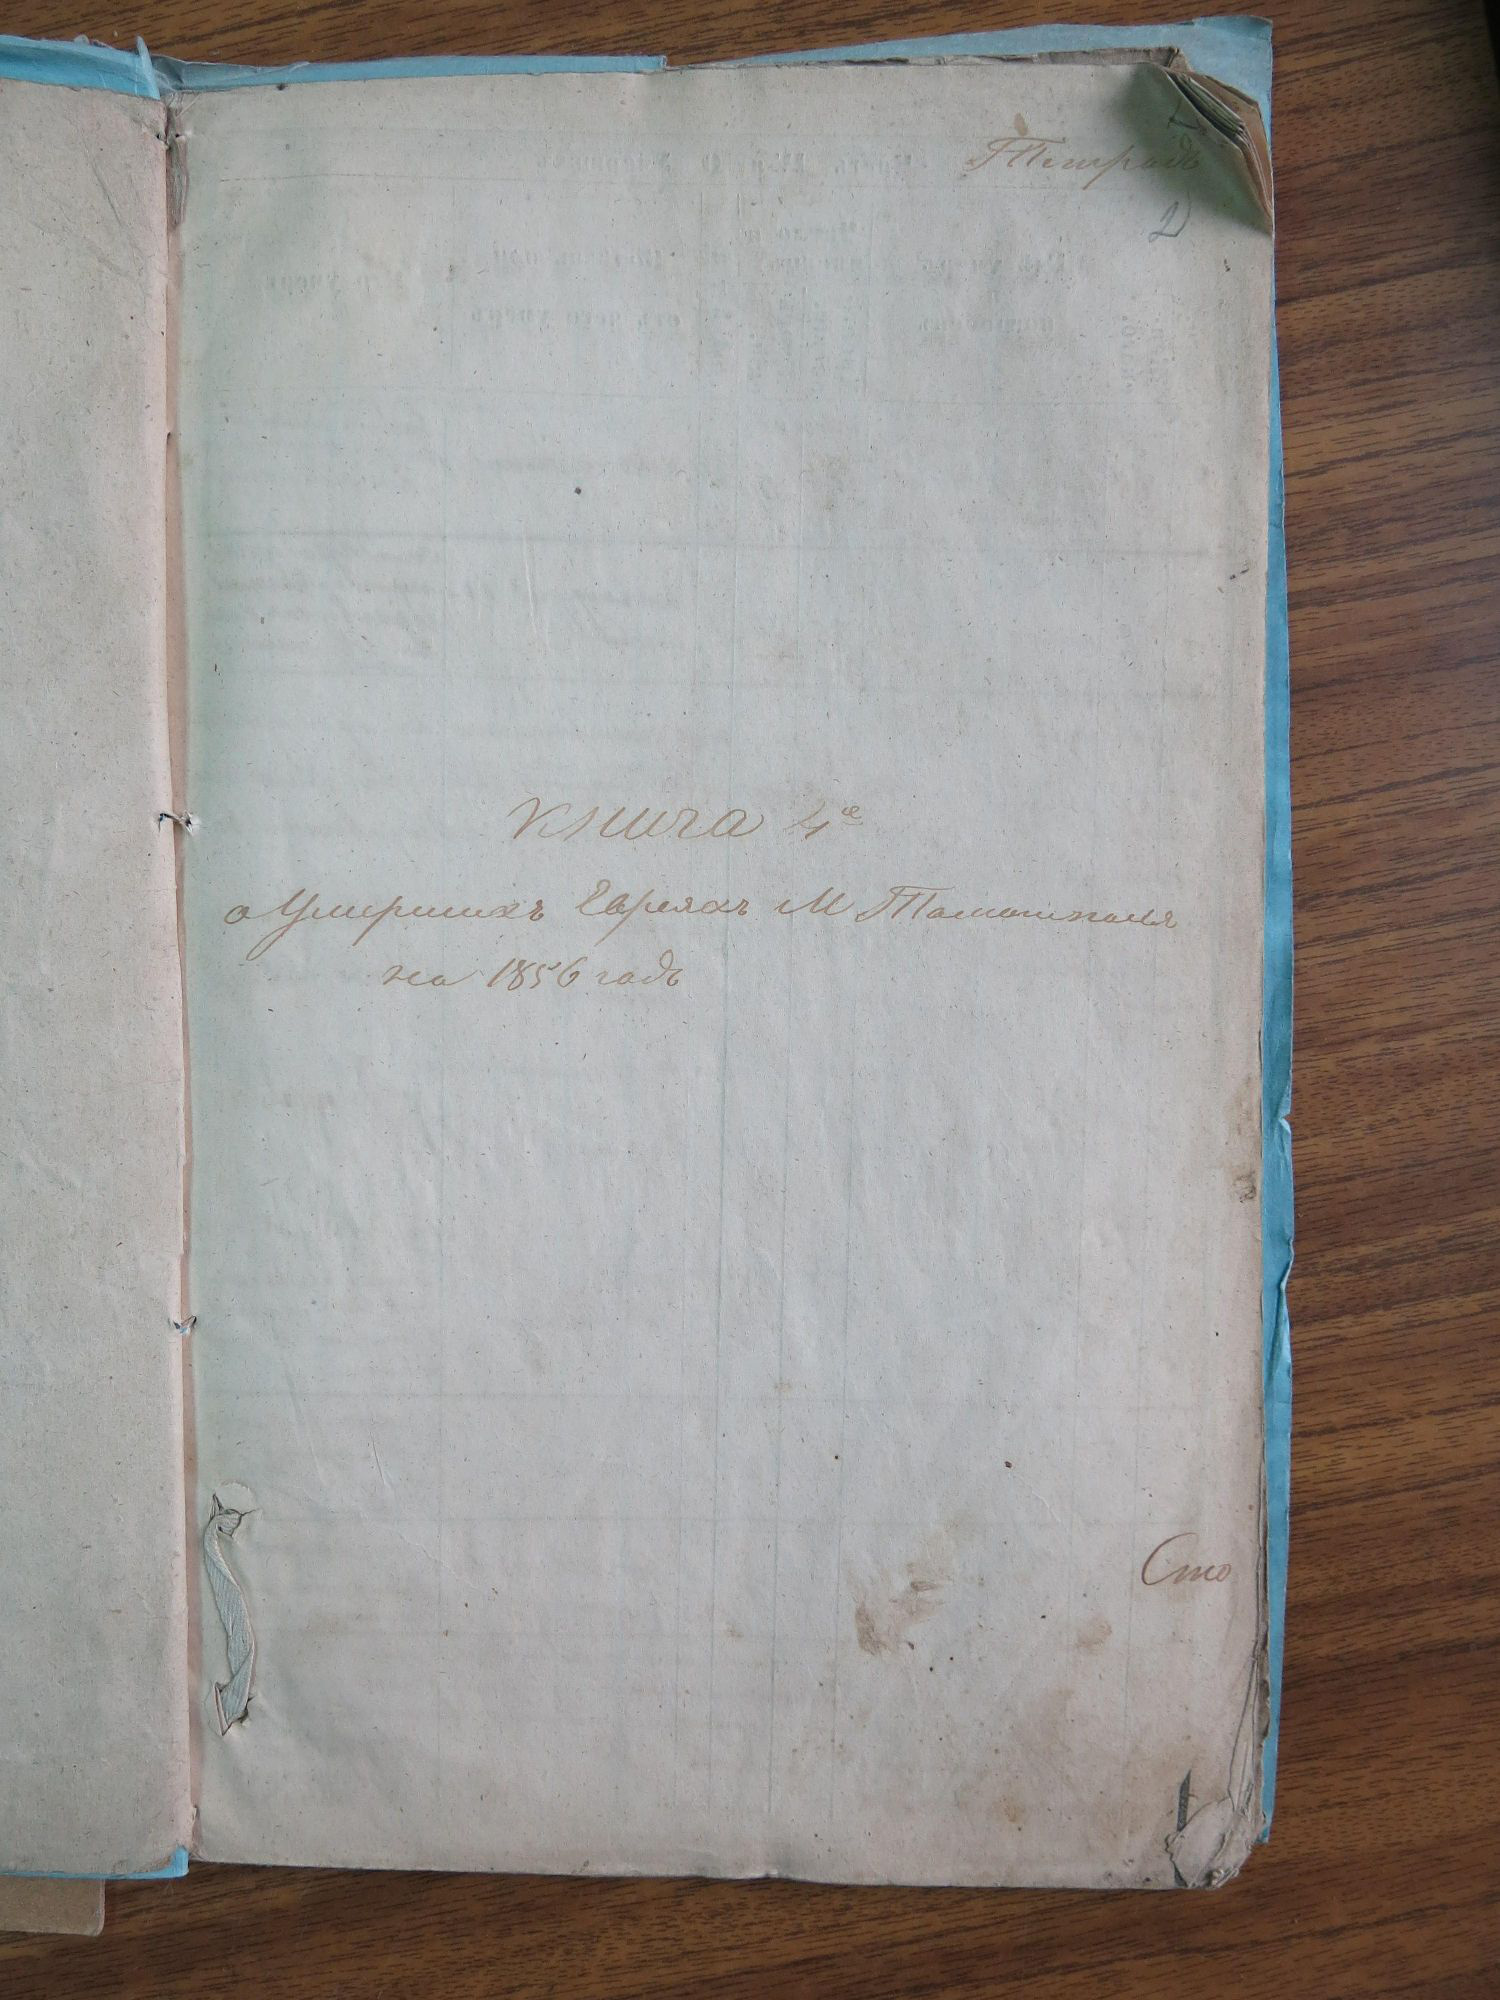 Тетрадь
2
Книга 4ª
о Умершихъ Евреяхъ М Томашполя
на 1856 годъ
Сто